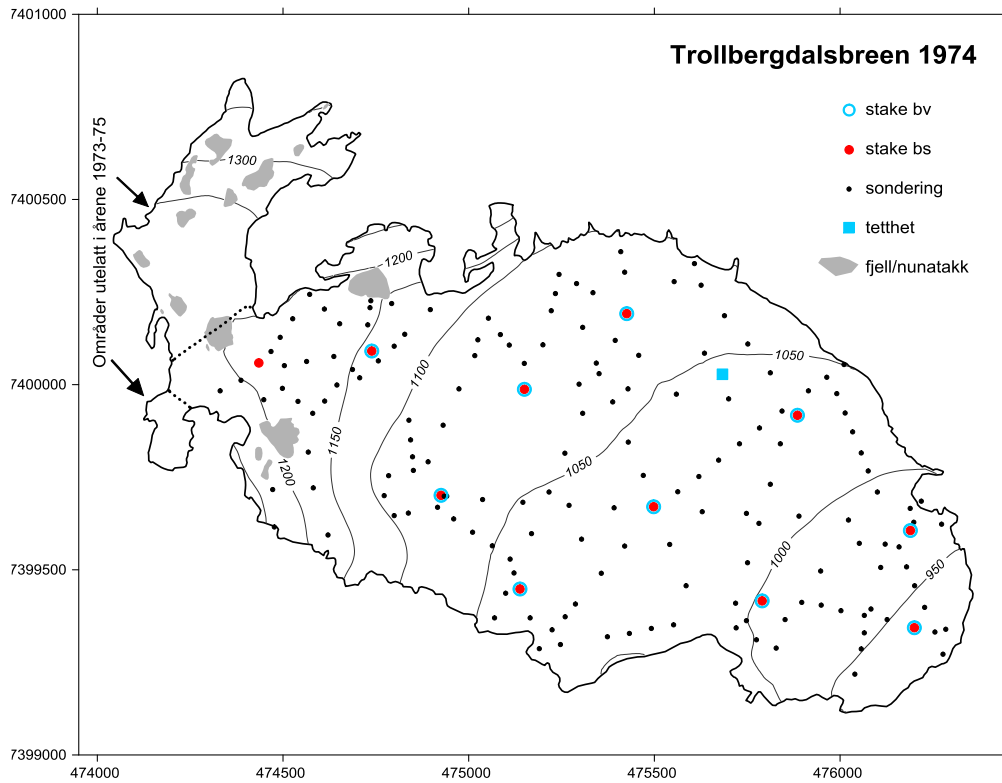 Trollbergdalsbreen 1974
stake bv
stake bs
sondering
tetthet
fjell/nunatakk
Områder utelatt i årene 1973-75
7401000
7400500
7400000
7399500
7399000
474000
474500
475000
475500
476000
1300
1200
1100
1050
1150
1050
1200
1000
950